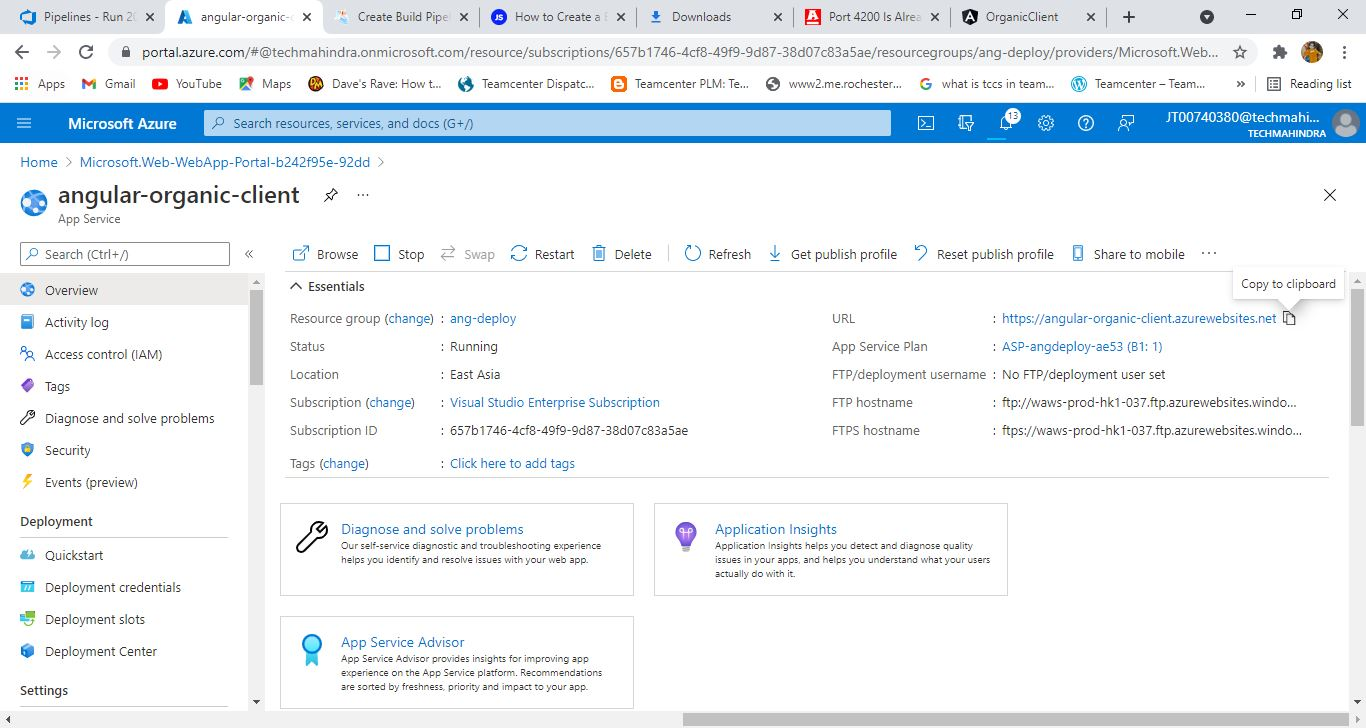 Pipelines - Run 20
angular-organic-c
Create Build Pipel
How to Create a B
Downloads
Port 4200 Is Alrea
OrganicClient
portal.azure.com/#@techmahindra.onmicrosoft.com/resource/subscriptions/657b1746-4cf8-49f9-9d87-38d07c83a5ae/resourcegroups/ang-deploy/providers/Microsoft.Web...
Apps
Gmail
YouTube
Maps
Dave's Rave: How t...
Teamcenter Dispatc...
Teamcenter PLM: Te...
www2.me.rochester...
what is tccs in team...
Teamcenter – Team...
»
Reading list
Microsoft Azure
Search resources, services, and docs (G+/)
13
JT00740380@techmahi...
TECHMAHINDRA
Home > Microsoft.Web-WebApp-Portal-b242f95e-92dd >
angular-organic-client
...
App Service
Search (Ctrl+/)
«
Browse
Stop
Swap
Restart
Delete
Refresh
Get publish profile
Reset publish profile
Share to mobile
...
Copy to clipboard
Overview
Activity log
Access control (IAM)
Tags
Diagnose and solve problems
Security
Events (preview)
Deployment
Quickstart
Deployment credentials
Deployment slots
Deployment Center
Settings
Essentials
Resource group (change) : ang-deploy
Status : Running
Location : East Asia
Subscription (change) : Visual Studio Enterprise Subscription
Subscription ID : 657b1746-4cf8-49f9-9d87-38d07c83a5ae
Tags (change) : Click here to add tags
URL : https://angular-organic-client.azurewebsites.net
App Service Plan : ASP-angdeploy-ae53 (B1: 1)
FTP/deployment username : No FTP/deployment user set
FTP hostname : ftp://waws-prod-hk1-037.ftp.azurewebsites.windo...
FTPS hostname : ftps://waws-prod-hk1-037.ftp.azurewebsites.windo...
Diagnose and solve problems
Our self-service diagnostic and troubleshooting experience
helps you identify and resolve issues with your web app.
Application Insights
Application Insights helps you detect and diagnose quality
issues in your apps, and helps you understand what your users
actually do with it.
App Service Advisor
App Service Advisor provides insights for improving app
experience on the App Service platform. Recommendations
are sorted by freshness, priority and impact to your app.